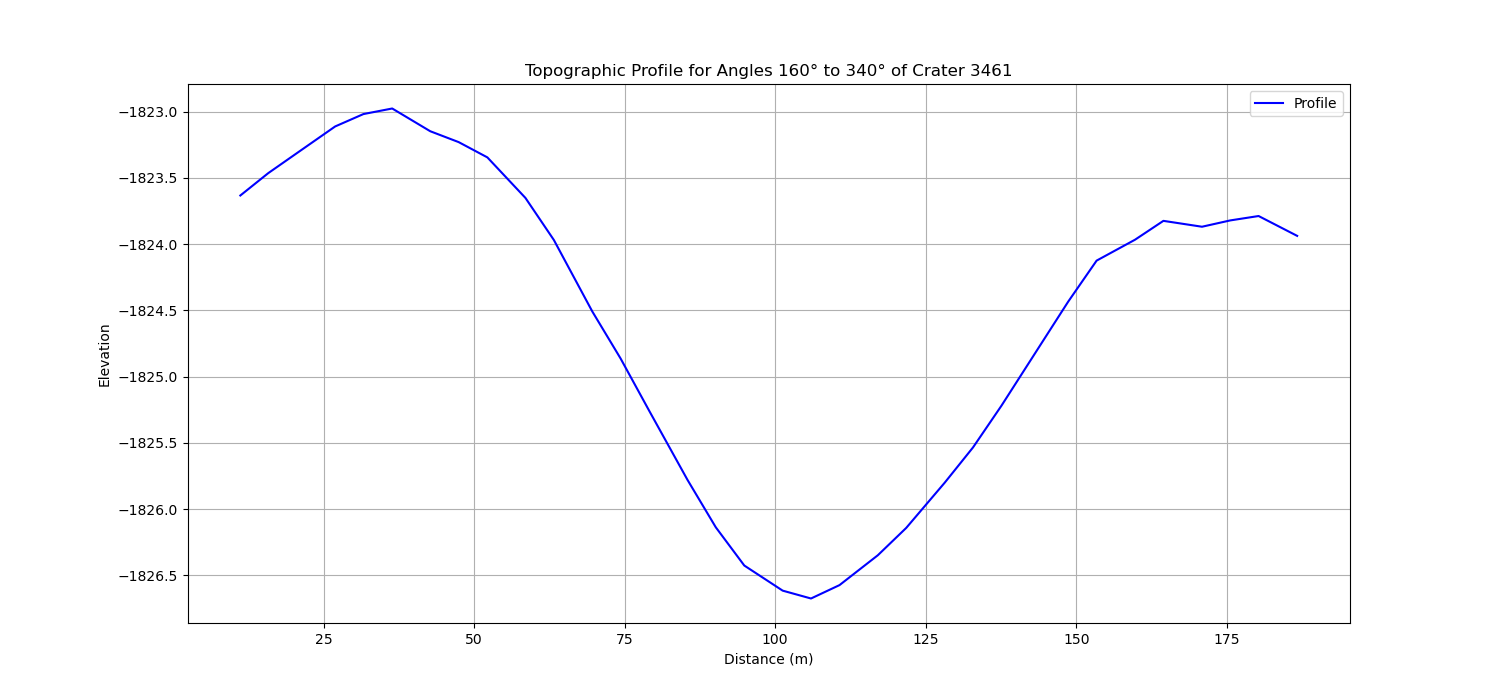 Topographic Profile for Angles 160° to 340° of Crater 3461
Profile
Elevation
−1823.0
−1823.5
−1824.0
−1824.5
−1825.0
−1825.5
−1826.0
−1826.5
25 50 75 100 125 150 175
Distance (m)